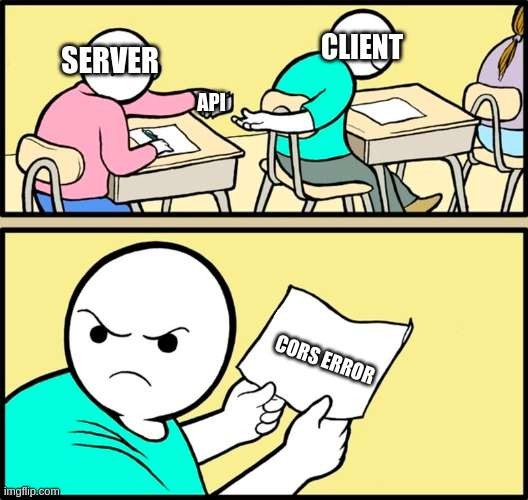 SERVER
CLIENT
API
CORS ERROR
imgflip.com